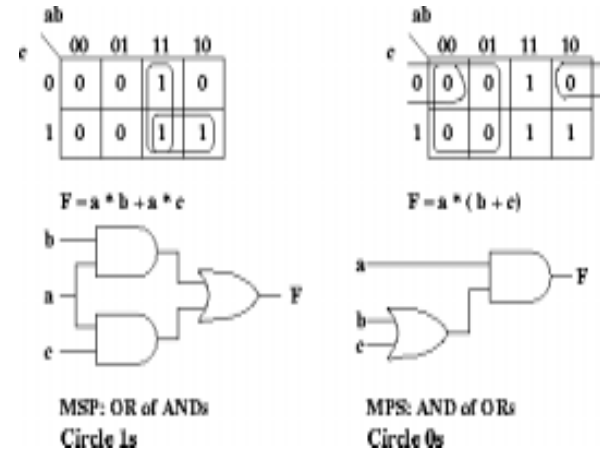 ab
c 00 01 11 10
0 0 0 1 0
1 0 0 1 1
F = a * b + a * c
b
a
c
F
MSP: OR of ANDs
Circle 1s
ab
c 00 01 11 10
0 0 0 1 0
1 0 0 1 1
F = a * ( b + c)
a
b
c
F
MPS: AND of ORs
Circle 0s